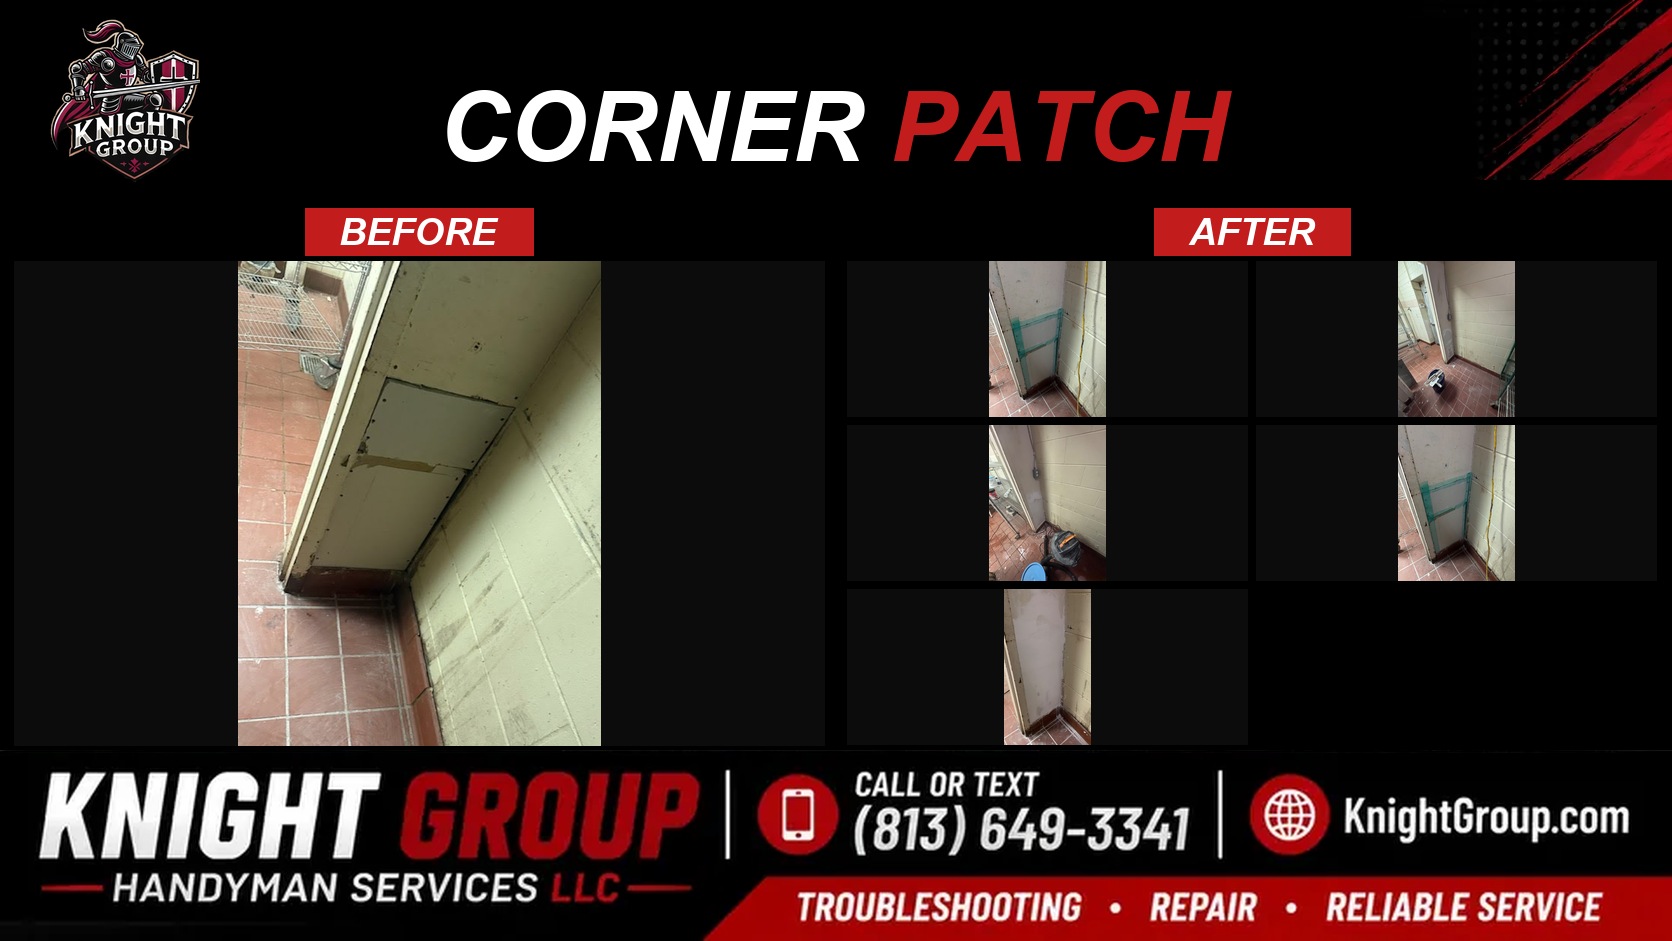 KNIGHT
GROUP
CORNER PATCH
BEFORE
AFTER
KNIGHT GROUP
HANDYMAN SERVICES LLC
CALL OR TEXT
(813) 649-3341
KnightGroup.com
TROUBLESHOOTING • REPAIR • RELIABLE SERVICE